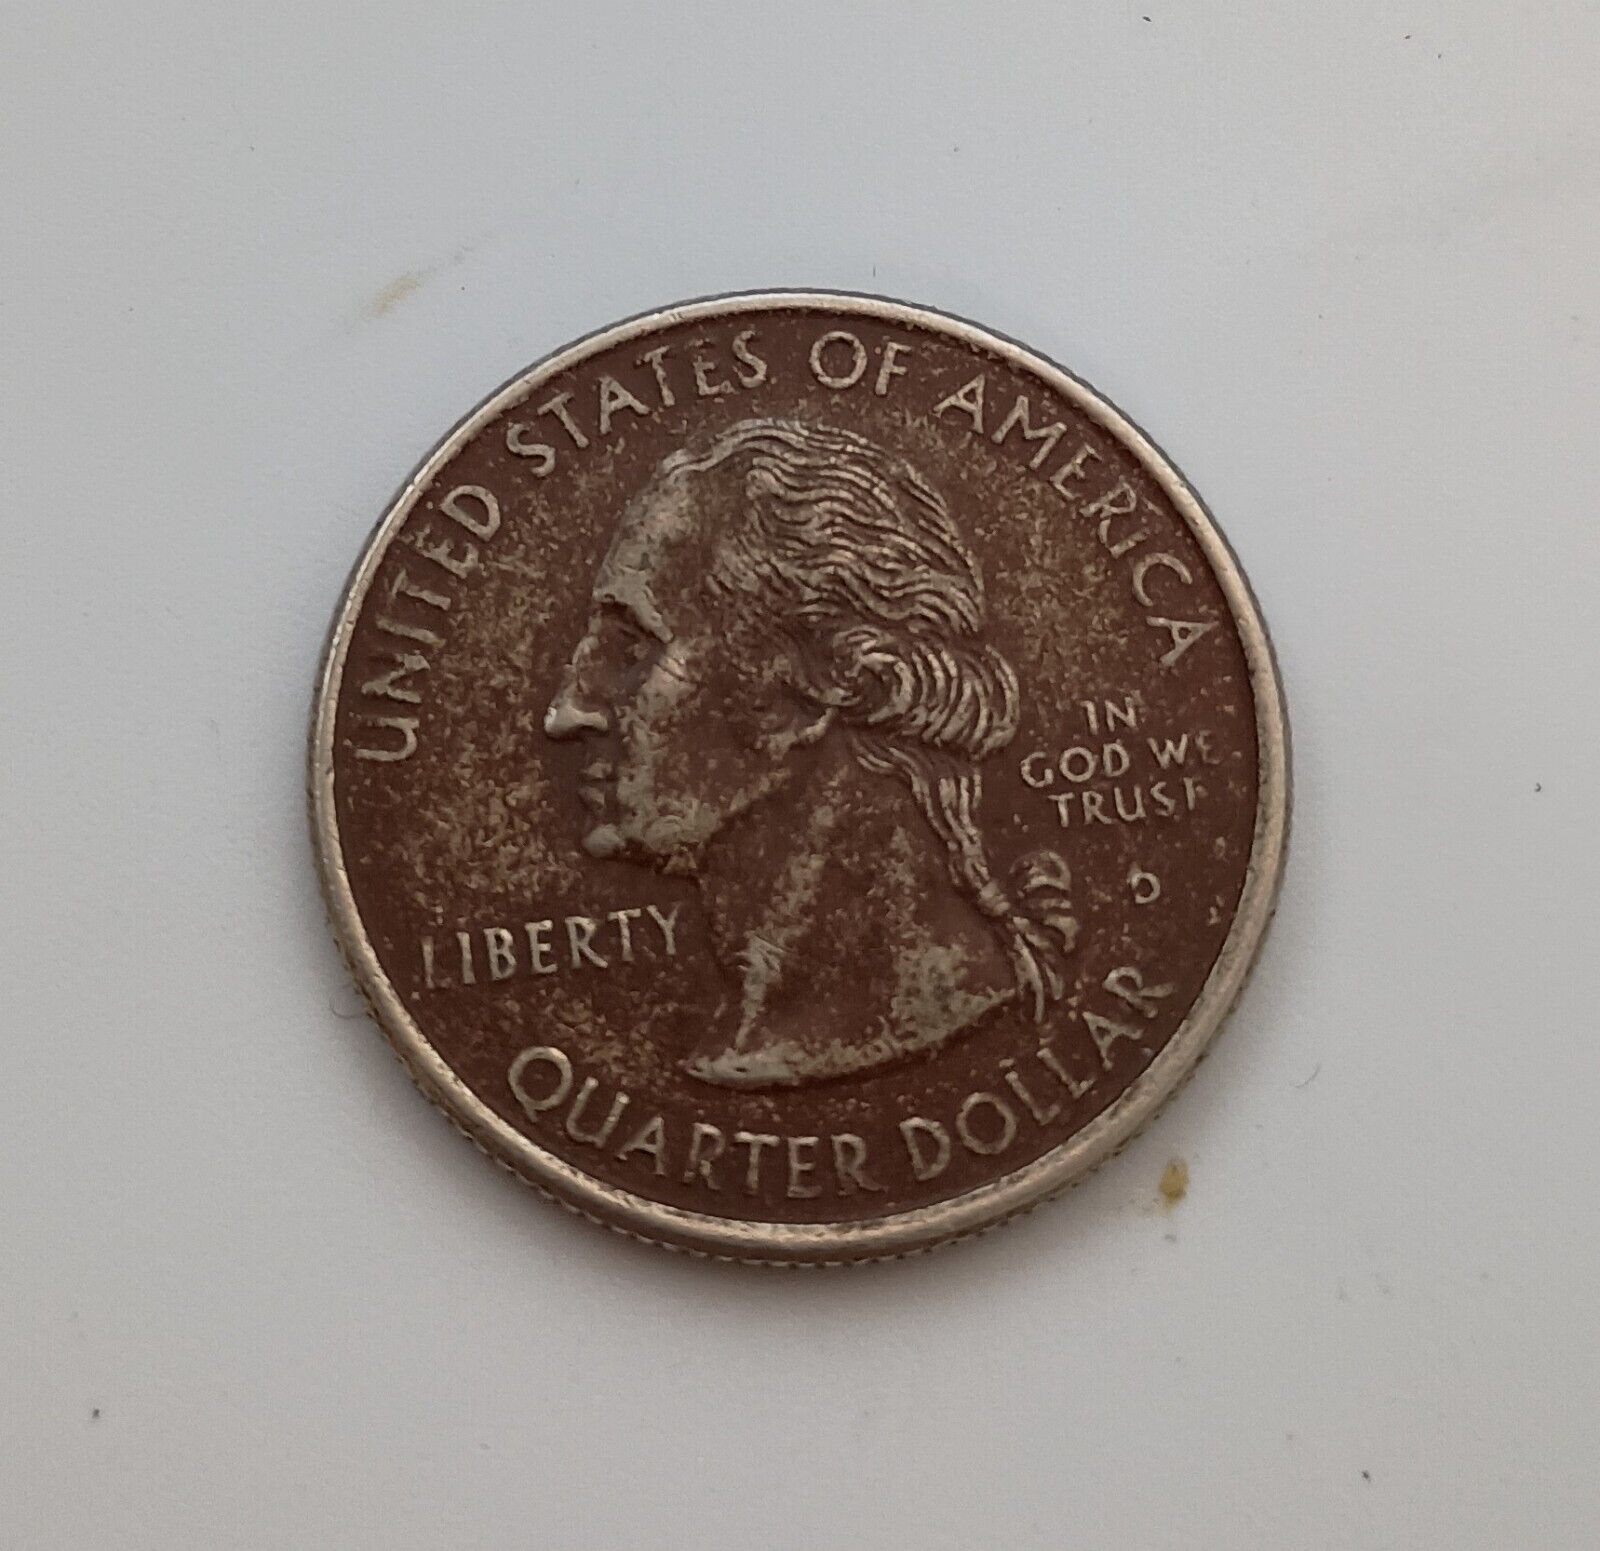 UNITED STATES OF AMERICA
IN
GOD WE
TRUST
LIBERTY
D
QUARTER DOLLAR